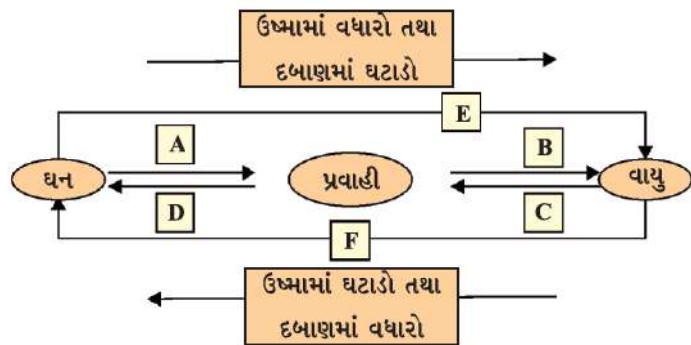 ઉષ્મામાં વધારો તથા
દબાણમાં ઘટાડો
E
A
B
ઘન
પ્રવાહી
વાયુ
D
C
F
ઉષ્મામાં ઘટાડો તથા
દબાણમાં વધારો